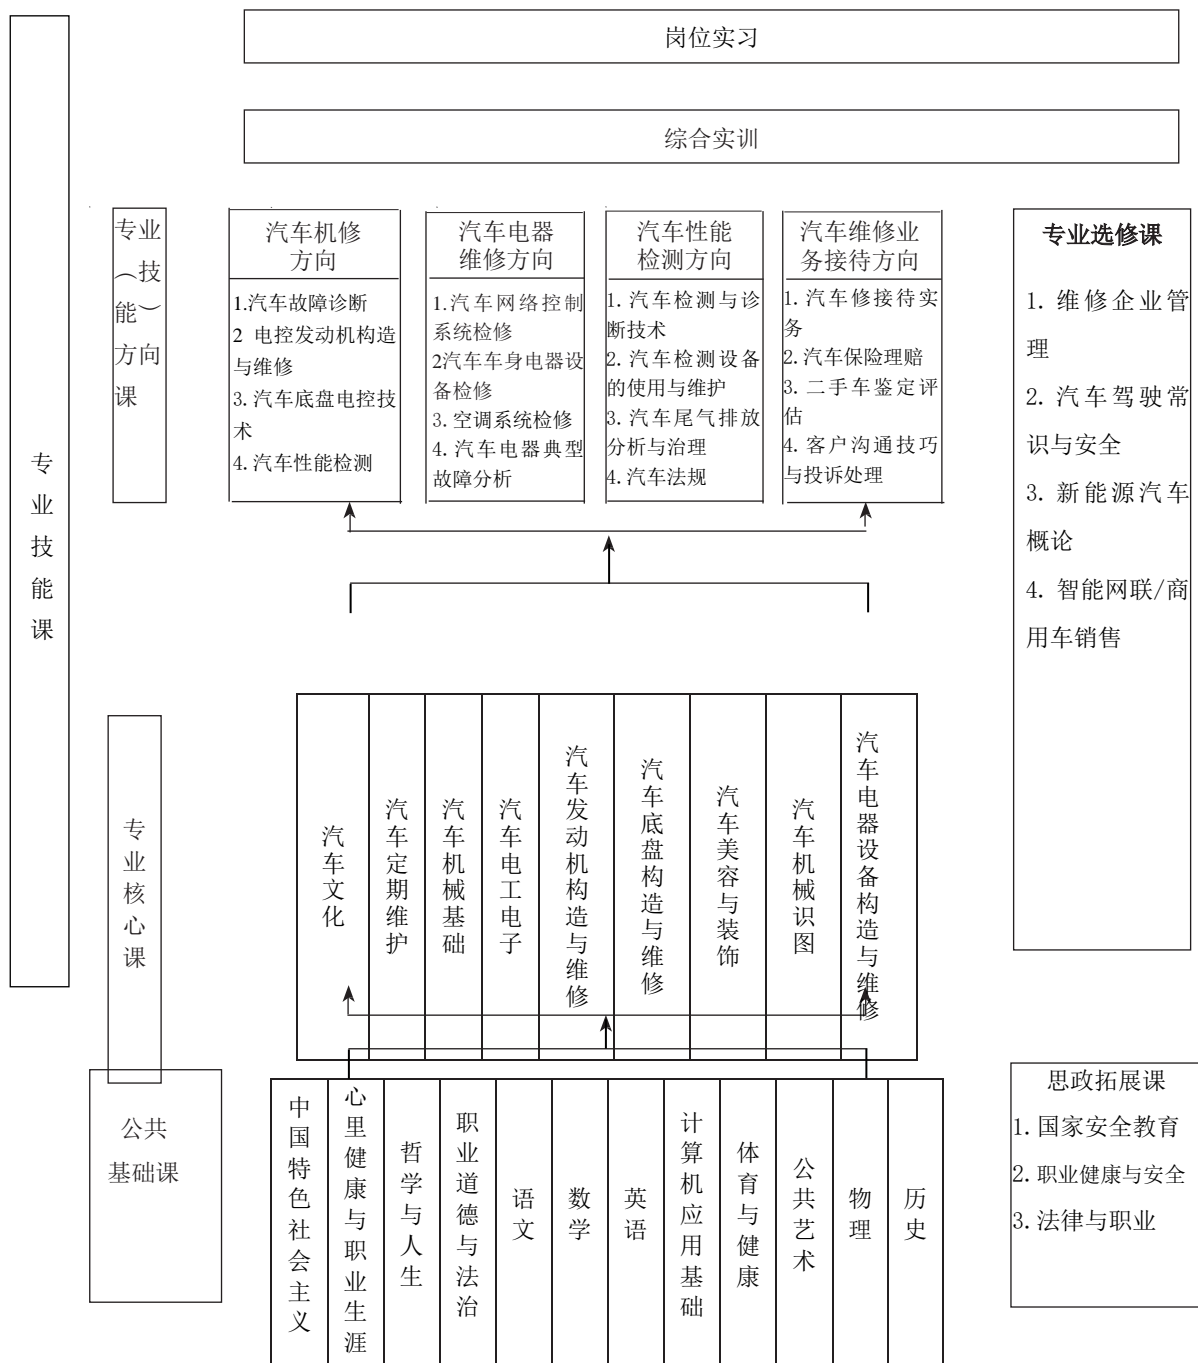 岗位实习
综合实训
专业技能课
专业
（技
能）
方向
课
汽车机修
方向
1.汽车故障诊断
2 电控发动机构造
与维修
3.汽车底盘电控技
术
4.汽车性能检测
汽车电器
维修方向
1.汽车网络控制
系统检修
2汽车车身电器设
备检修
3.空调系统检修
4.汽车电器典型
故障分析
汽车性能
检测方向
1.汽车检测与诊
断技术
2.汽车检测设备
的使用与维护
3.汽车尾气排放
分析与治理
4.汽车法规
汽车维修业
务接待方向
1.汽车修接待实
务
2.汽车保险理赔
3.二手车鉴定评
估
4.客户沟通技巧
与投诉处理
专业选修课
1. 维修企业管
理
2. 汽车驾驶常
识与安全
3. 新能源汽车
概论
4. 智能网联/商
用车销售
专业核心课
汽车文化
汽车定期维护
汽车机械基础
汽车电工电子
汽车发动机构造与维修
汽车底盘构造与维修
汽车美容与装饰
汽车机械识图
汽车电器设备构造与维修
公共
基础课
中国特色社会主义
心里健康与职业生涯
哲学与人生
职业道德与法治
语文
数学
英语
计算机应用基础
体育与健康
公共艺术
物理
历史
思政拓展课
1.国家安全教育
2.职业健康与安全
3.法律与职业